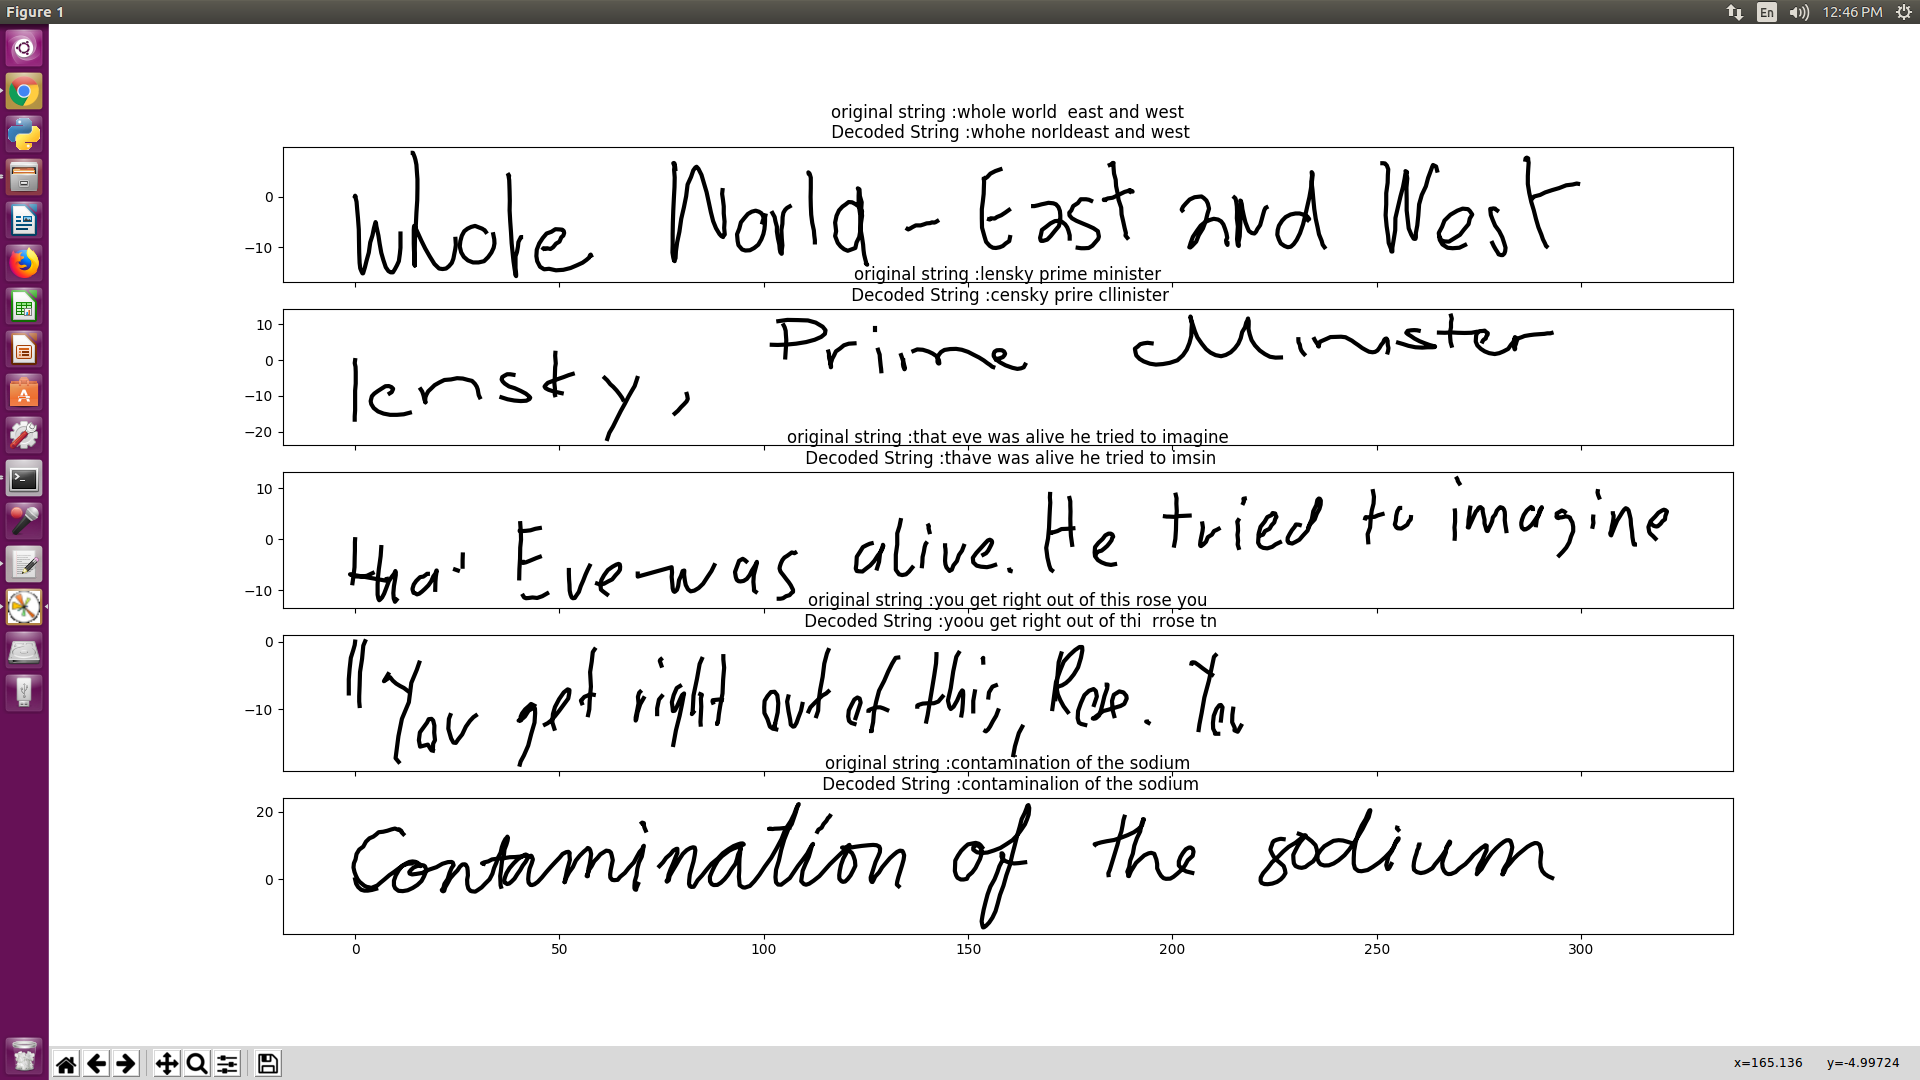 Figure 1
En
12:46 PM
original string :whole world  east and west
Decoded String :whohe norldeast and west
0
−10
Whole World - East and West
original string :lensky prime minister
Decoded String :censky prire cllinister
10
0
−10
−20
lensky, Prime Minister
original string :that eve was alive he tried to imagine
Decoded String :thave was alive he tried to imsin
10
0
−10
that Eve was alive. He tried to imagine
original string :you get right out of this rose you
Decoded String :yoou get right out of thi  rrose tn
0
−10
"You get right out of this, Rose. You
original string :contamination of the sodium
Decoded String :contaminalion of the sodium
20
0
Contamination of the sodium
0 50 100 150 200 250 300
x=165.136 y=-4.99724